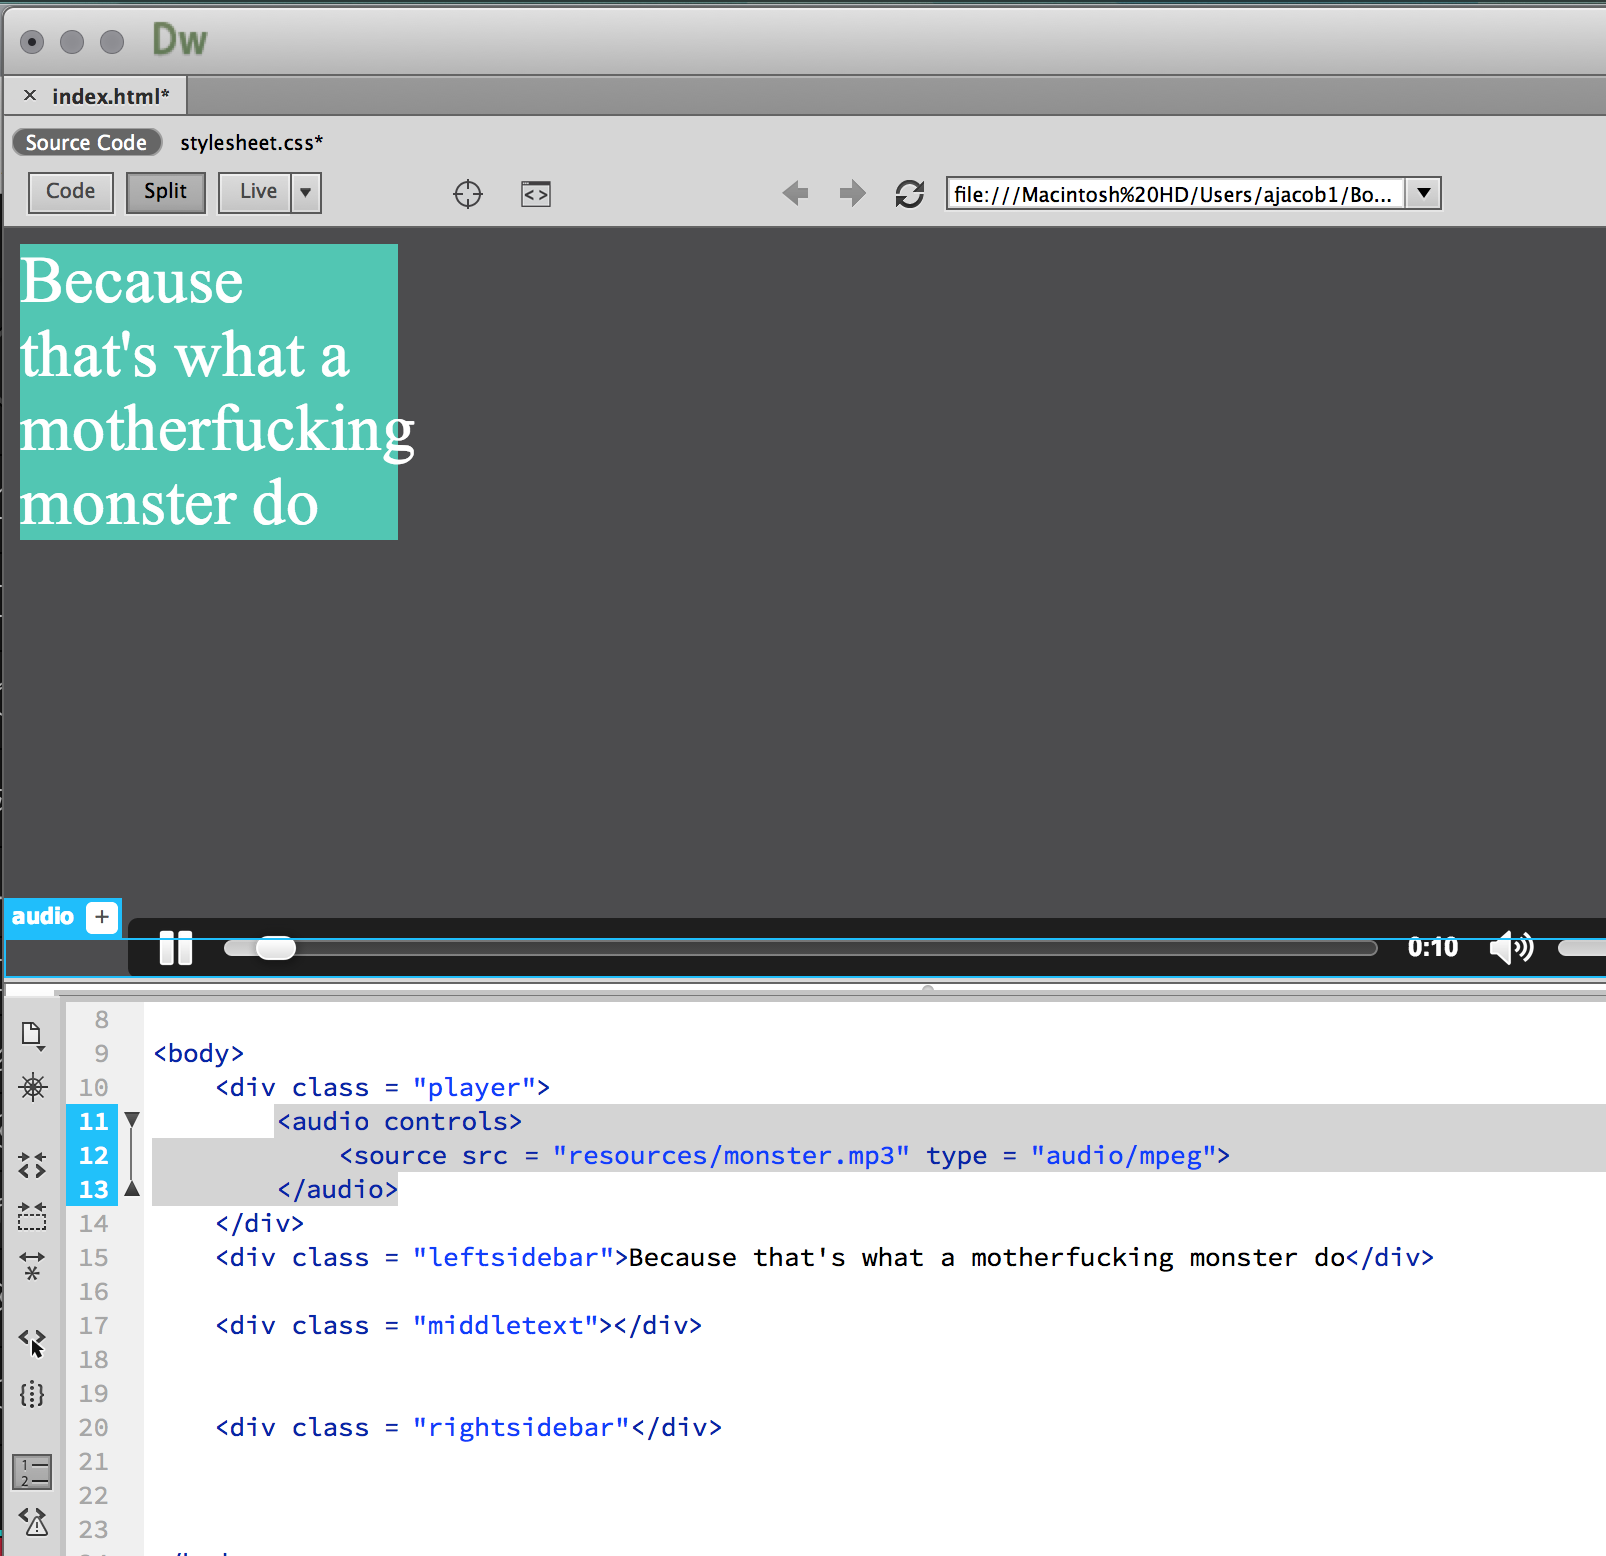 Dw
× index.html*
Source Code stylesheet.css*
Code Split Live file:///Macintosh%20HD/Users/ajacob1/Bo...
Because
that's what a
motherfucking
monster do
audio +
0:10
8
9 <body>
10 <div class = "player">
11 <audio controls>
12 <source src = "resources/monster.mp3" type = "audio/mpeg">
13 </audio>
14 </div>
15 <div class = "leftsidebar">Because that's what a motherfucking monster do</div>
16
17 <div class = "middletext"></div>
18
19
20 <div class = "rightsidebar"</div>
21
22
23